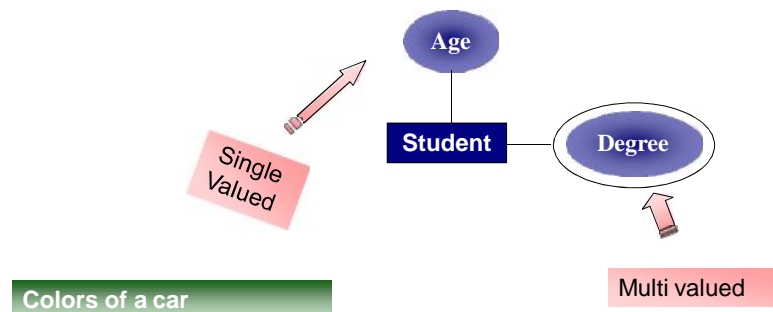 Age
Student
Degree
Single
Valued
Multi valued
Colors of a car